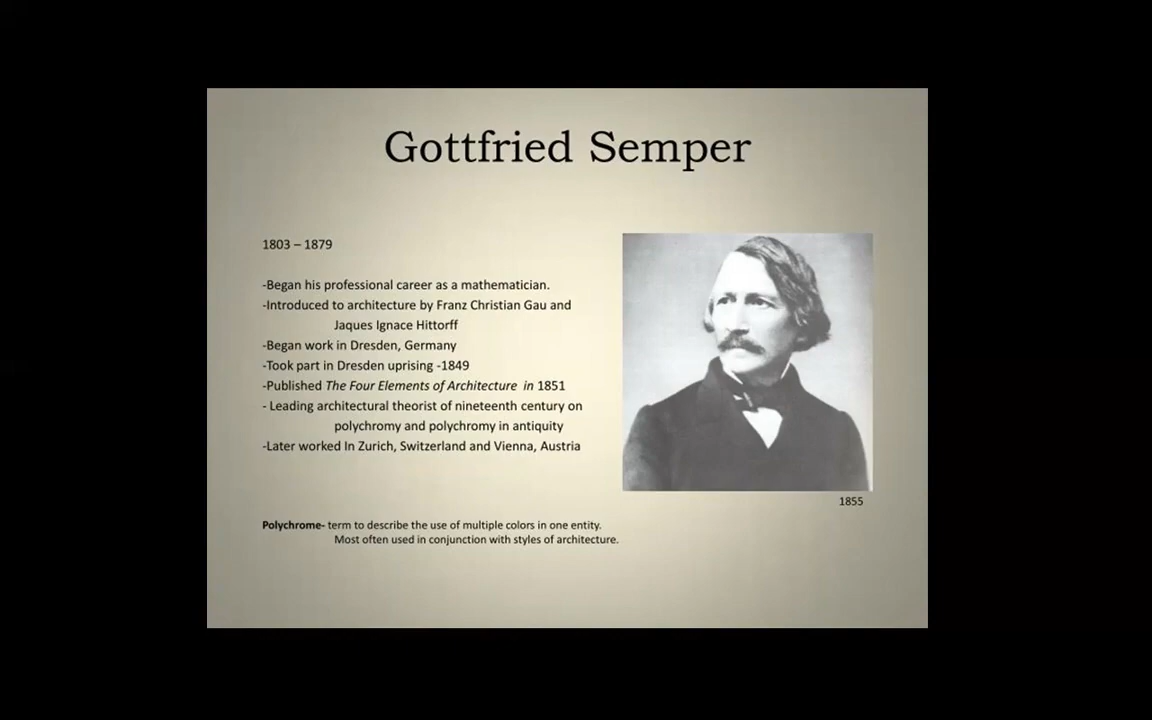 Gottfried Semper
1803 – 1879
-Began his professional career as a mathematician.
-Introduced to architecture by Franz Christian Gau and
Jaques Ignace Hittorff
-Began work in Dresden, Germany
-Took part in Dresden uprising -1849
-Published The Four Elements of Architecture in 1851
- Leading architectural theorist of nineteenth century on
polychromy and polychromy in antiquity
-Later worked In Zurich, Switzerland and Vienna, Austria
1855
Polychrome- term to describe the use of multiple colors in one entity.
Most often used in conjunction with styles of architecture.